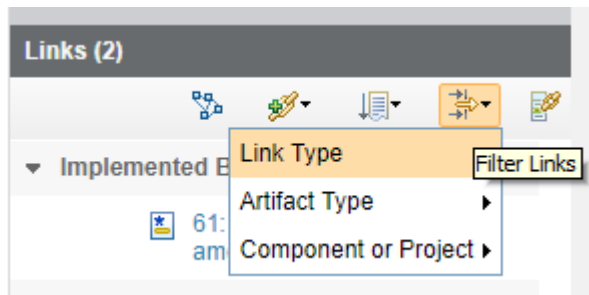 Links (2)
Link Type
Filter Links
Implemented B
Artifact Type
61:
am
Component or Project